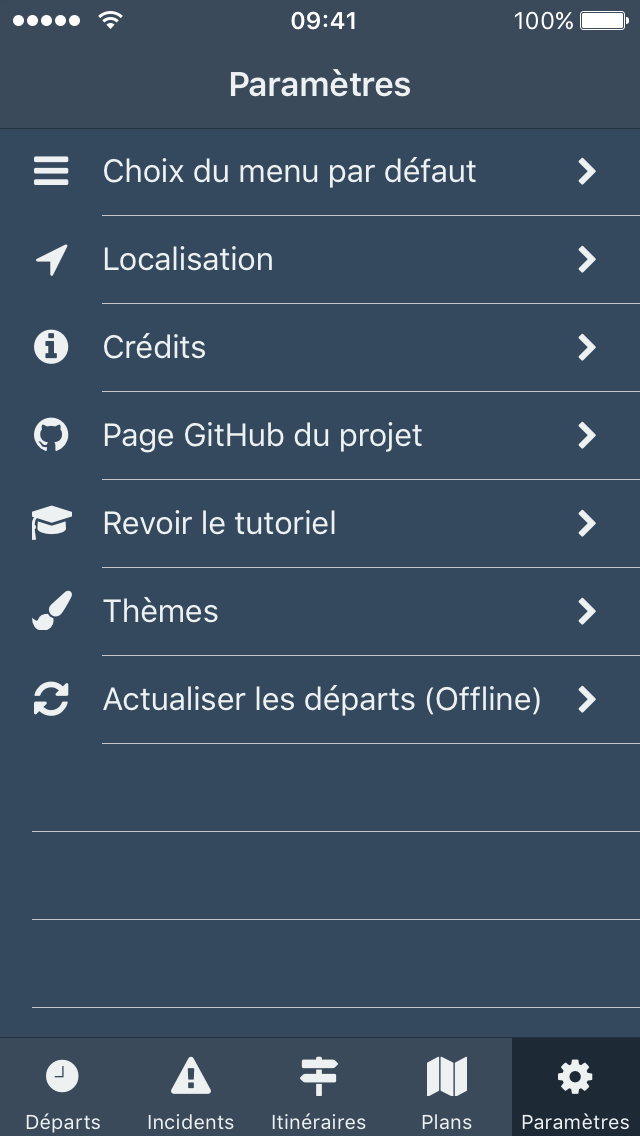 09:41 100%
Paramètres
Choix du menu par défaut
Localisation
Crédits
Page GitHub du projet
Revoir le tutoriel
Thèmes
Actualiser les départs (Offline)
Départs Incidents Itinéraires Plans Paramètres